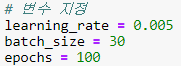 # 변수 지정
learning_rate = 0.005
batch_size = 30
epochs = 100